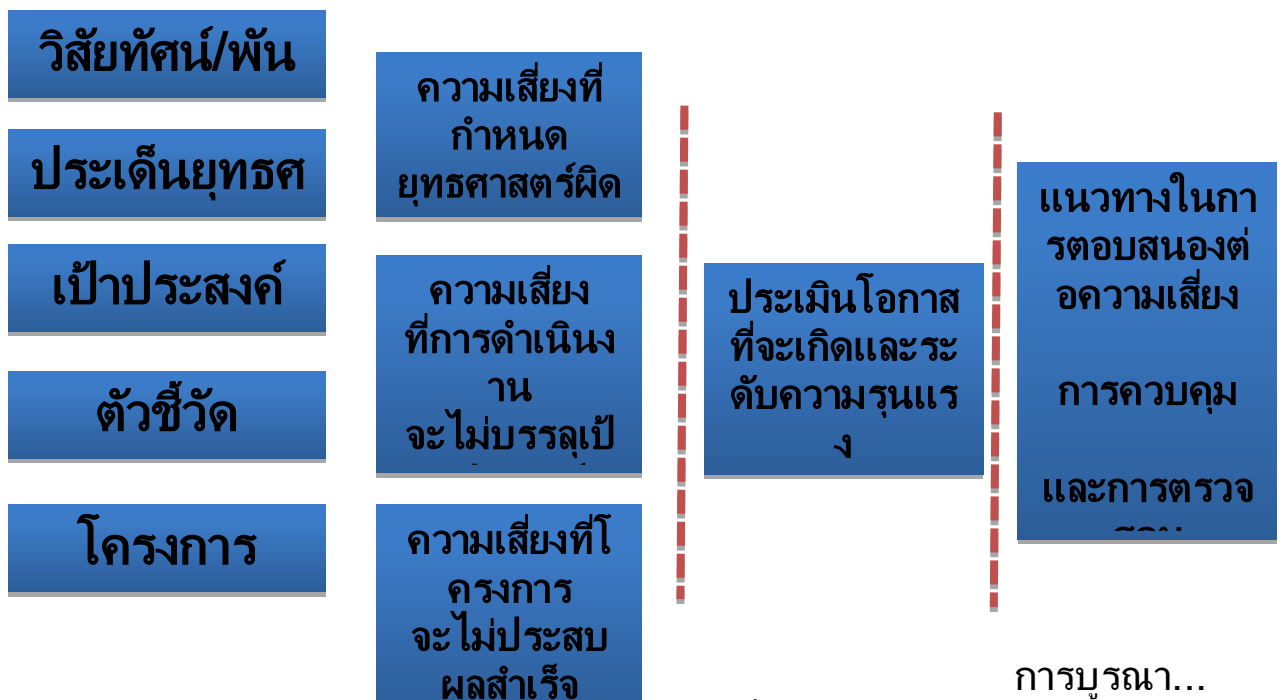 วิสัยทัศน์/พัน
ประเด็นยุทธศ
เป้าประสงค์
ตัวชี้วัด
โครงการ
ความเสี่ยงที่
กำหนด
ยุทธศาสตร์ผิด
ความเสี่ยง
ที่การดำเนินง
าน
จะไม่บรรลุเป้
ความเสี่ยงที่โ
ครงการ
จะไม่ประสบ
ผลสำเร็จ
ประเมินโอกาส
ที่จะเกิดและระ
ดับความรุนแร
ง
แนวทางในกา
รตอบสนองต่
อความเสี่ยง
การควบคุม
และการตรวจ
การบูรณา...